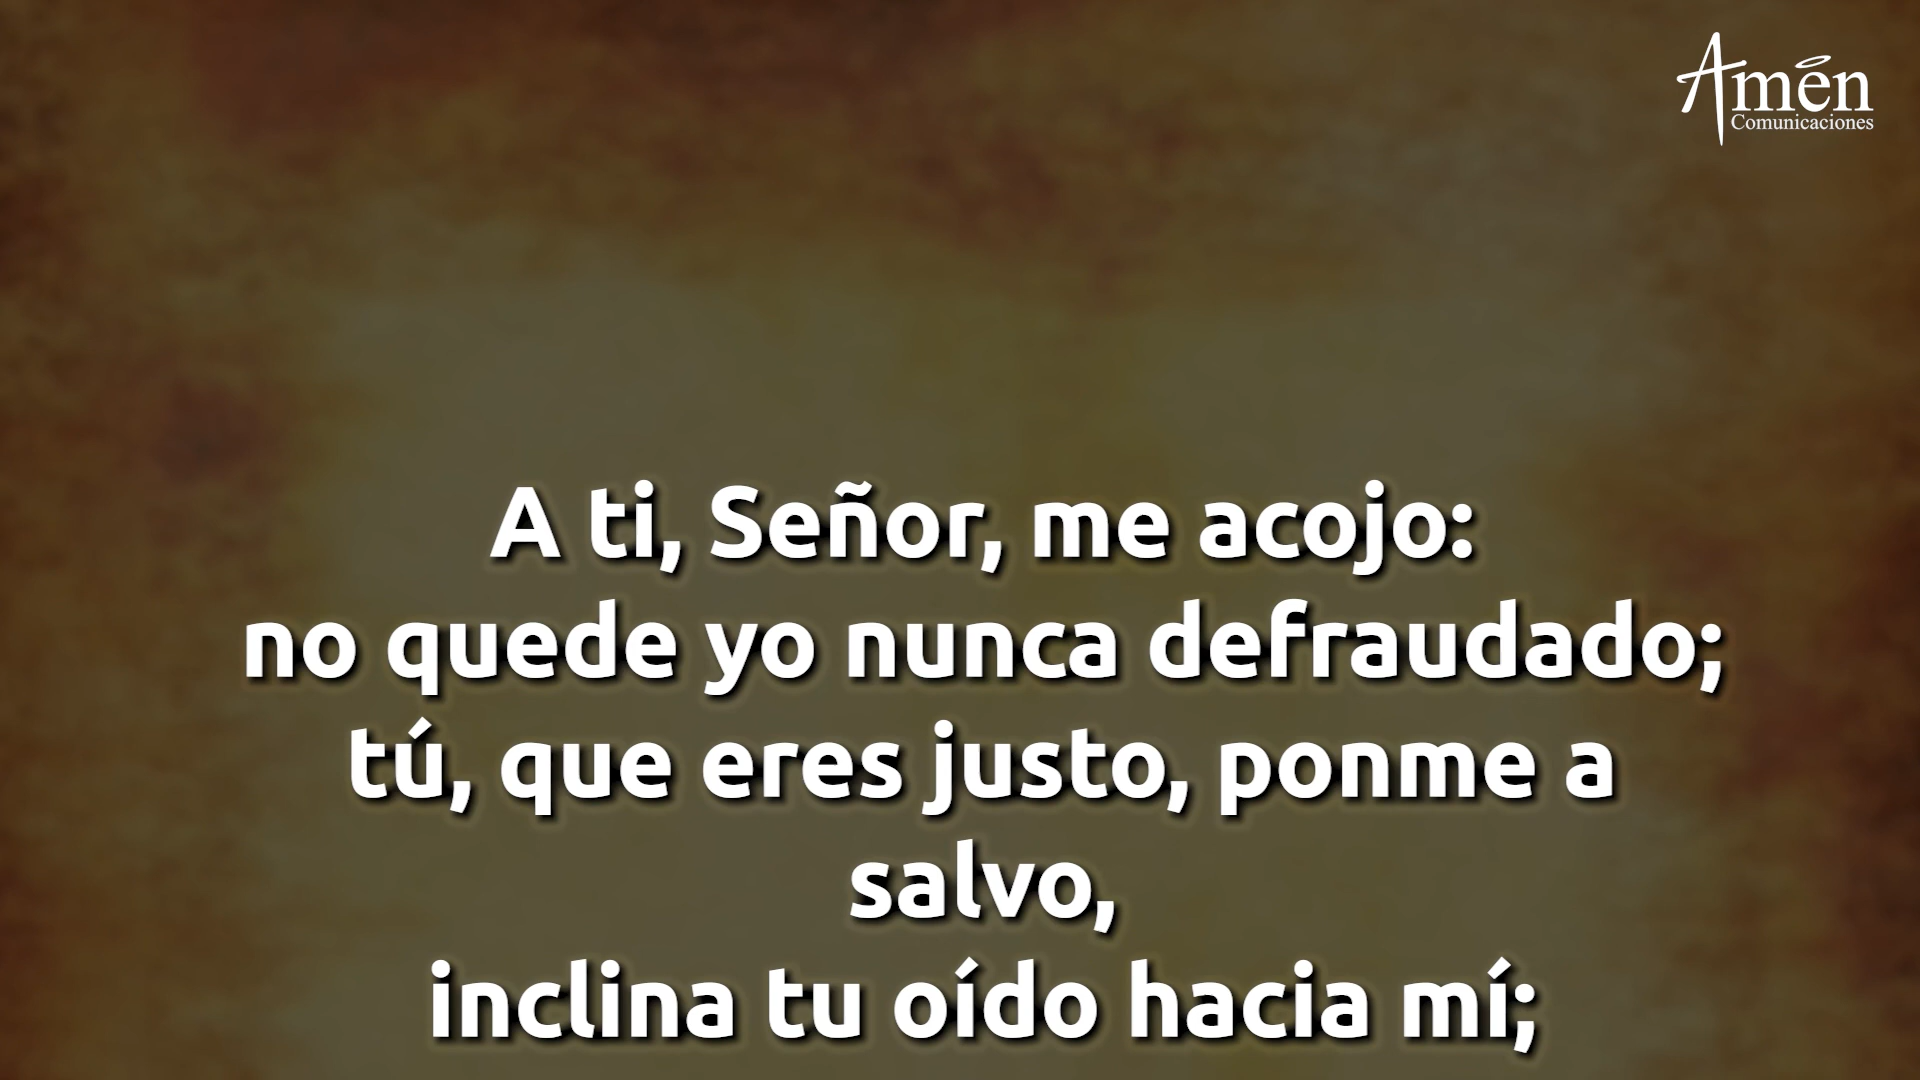 Amén
Comunicaciones
A ti, Señor, me acojo:
no quede yo nunca defraudado;
tú, que eres justo, ponme a
salvo,
inclina tu oído hacia mí;